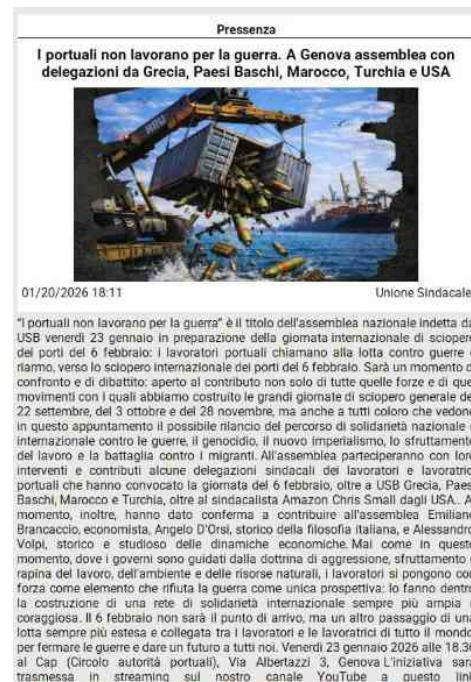 Pressenza
I portuali non lavorano per la guerra. A Genova assemblea con
delegazioni da Grecia, Paesi Baschi, Marocco, Turchia e USA
01/20/2026 18:11 Unione Sindacale
“I portuali non lavorano per la guerra” è il titolo dell'assemblea nazionale indetta da
USB venerdì 23 gennaio in preparazione della giornata internazionale di sciopero
dei porti del 6 febbraio: i lavoratori portuali chiamano alla lotta contro guerre e
riarmo, verso lo sciopero internazionale dei porti del 6 febbraio. Sarà un momento di
confronto e di dibattito: aperto al contributo non solo di tutte quelle forze e quei
movimenti con i quali abbiamo costruito le grandi giornate di sciopero generale del
22 settembre, del 3 ottobre e del 28 novembre, ma anche a tutti coloro che vedono
in questo appuntamento il possibile rilancio del percorso di solidarietà nazionale e
internazionale contro le guerre, il genocidio, il nuovo imperialismo, lo sfruttamento
del lavoro e la battaglia contro i migranti. All'assemblea parteciperanno con loro
interventi e contributi alcune delegazioni sindacali dei lavoratori e lavoratrici
portuali che hanno convocato la giornata del 6 febbraio, oltre a USB Grecia, Paesi
Baschi, Marocco e Turchia, oltre al sindacalista Amazon Chris Small dagli USA.. Al
momento, inoltre, hanno dato conferma a contribuire all'assemblea Emiliano
Brancaccio, economista, Angelo D'Orsi, storico della filosofia italiana, e Alessandro
Volpi, storico e studioso delle dinamiche economiche. Mai come in questo
momento, dove i governi sono guidati dalla dottrina di aggressione, sfruttamento e
rapina del lavoro, dell'ambiente e delle risorse naturali, i lavoratori si pongono con
forza come elemento che rifiuta la guerra come unica prospettiva: lo fanno dentro
la costruzione di una rete di solidarietà internazionale sempre più ampia e
coraggiosa. Il 6 febbraio non sarà il punto di arrivo, ma un altro passaggio di una
lotta sempre più estesa e collegata tra i lavoratori e le lavoratrici di tutto il mondo
per fermare le guerre e dare un futuro a tutti noi. Venerdì 23 gennaio 2026 alle 18.30
al Cap (Circolo autorità portuali), Via Albertazzi 3, Genova L'iniziativa sarà
trasmessa in streaming sul nostro canale YouTube a questo link